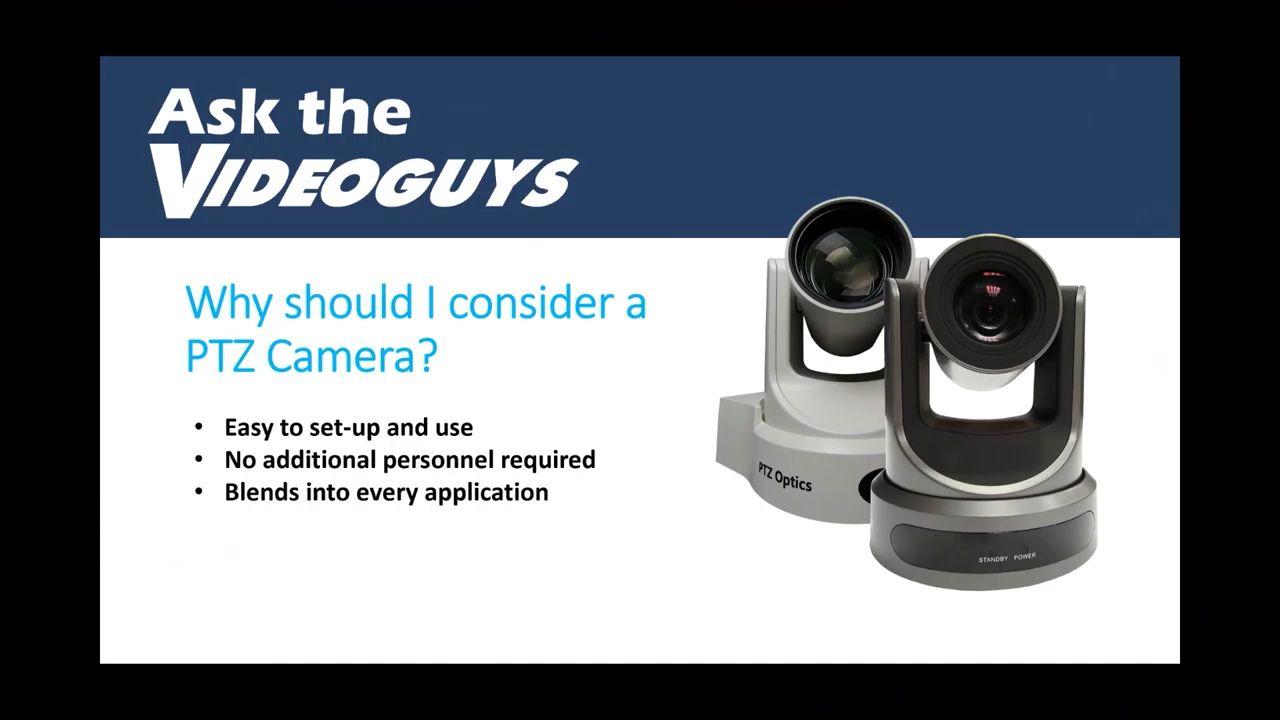 Ask the
VIDEOGUYS
Why should I consider a
PTZ Camera?
• Easy to set-up and use
• No additional personnel required
• Blends into every application
PTZ Optics
STANDBY POWER